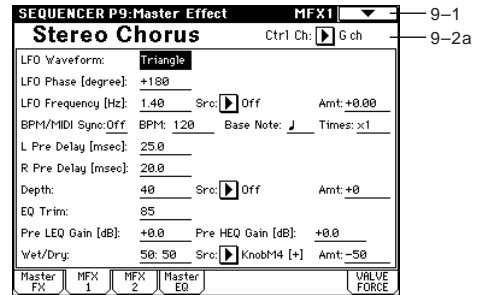 SEQUENCER P9:Master Effect MFX1
9–1
Stereo Chorus Ctrl Ch: G ch
9–2a
LFO Waveform: Triangle
LFO Phase [degree]: +180
LFO Frequency [Hz]: 1.40 Src: Off Amt: +0.00
BPM/MIDI Sync: Off BPM: 120 Base Note: ♩ Times: x1
L Pre Delay [msec]: 25.0
R Pre Delay [msec]: 20.0
Depth: 40 Src: Off Amt: +0
EQ Trim: 85
Pre LEQ Gain [dB]: +0.0 Pre HEQ Gain [dB]: +0.0
Wet/Dry: 50: 50 Src: KnobM4 [+] Amt: -50
Master FX MFX 1 MFX 2 Master EQ VALVE FORCE